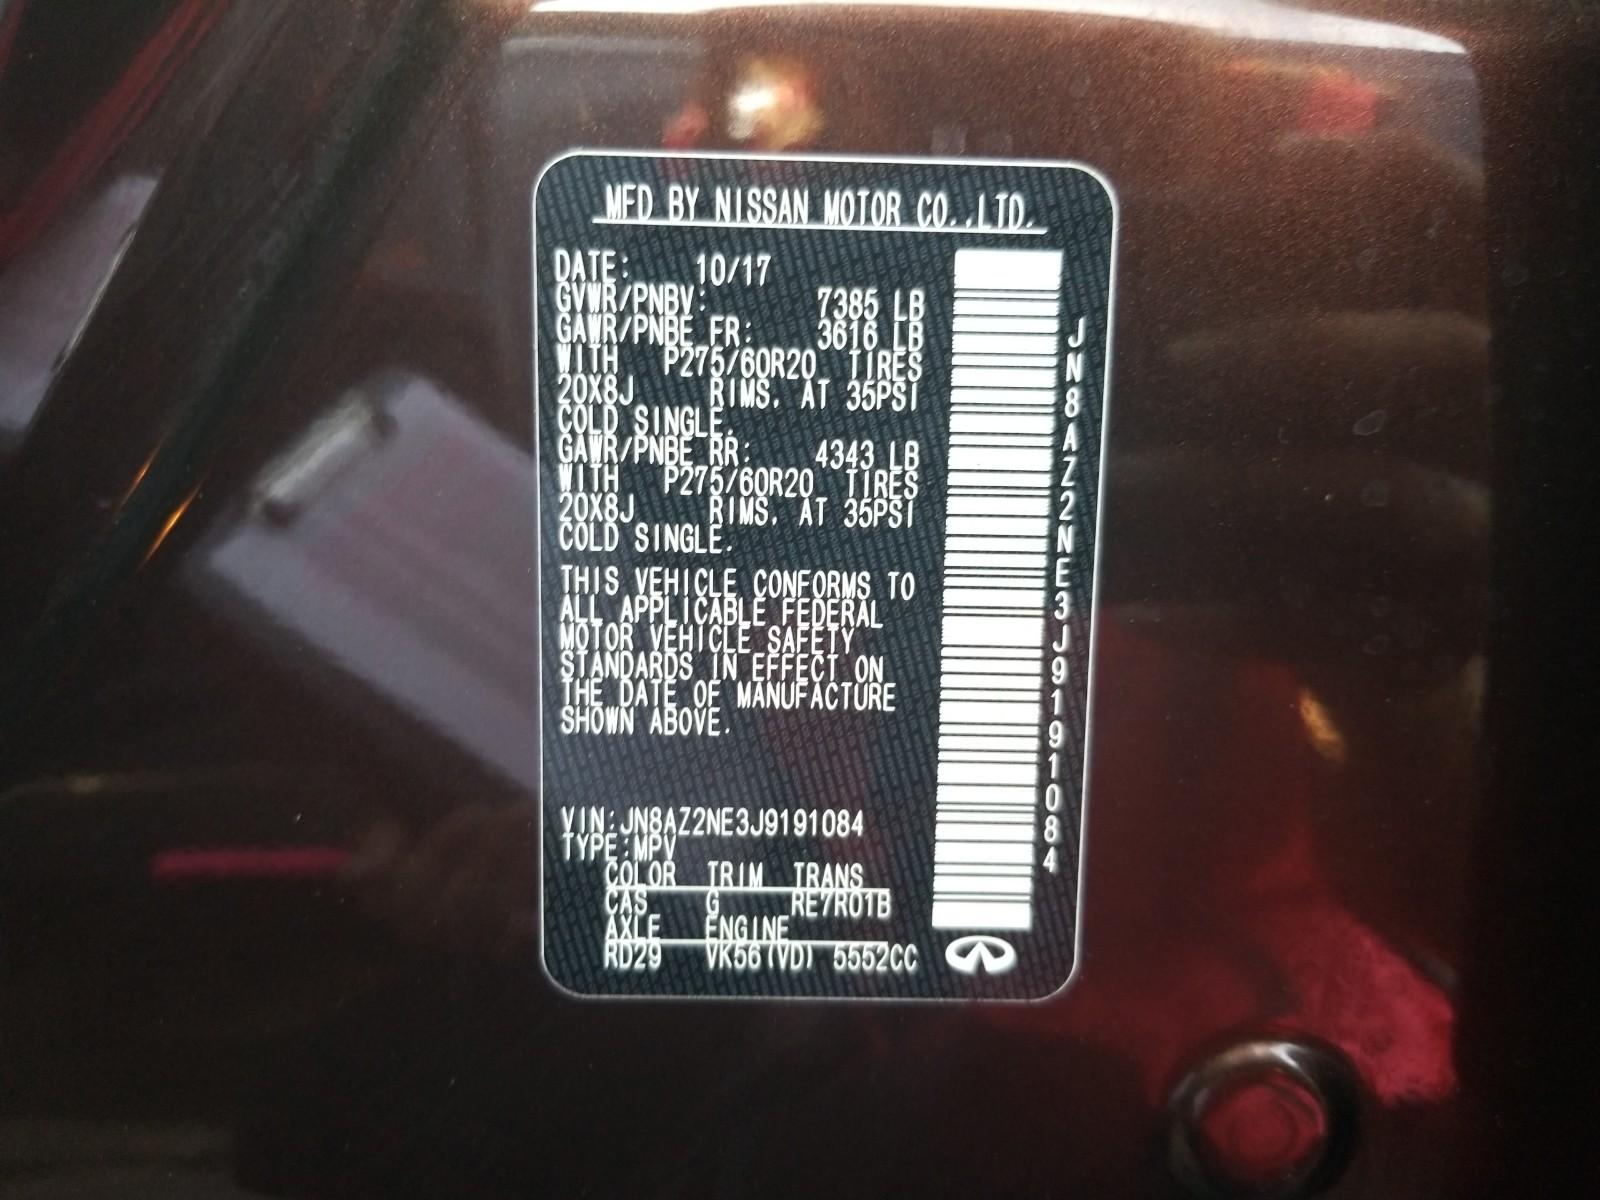 MFD BY NISSAN MOTOR CO.,LTD.
DATE: 10/17
GVWR/PNBV: 7385 LB
GAWR/PNBE FR: 3616 LB
WITH P275/60R20 TIRES
20X8J RIMS. AT 35PSI
COLD SINGLE.
GAWR/PNBE RR: 4343 LB
WITH P275/60R20 TIRES
20X8J RIMS. AT 35PSI
COLD SINGLE.
THIS VEHICLE CONFORMS TO
ALL APPLICABLE FEDERAL
MOTOR VEHICLE SAFETY
STANDARDS IN EFFECT ON
THE DATE OF MANUFACTURE
SHOWN ABOVE.
VIN:JN8AZ2NE3J9191084
TYPE:MPV
COLOR TRIM TRANS
CAS G RE7R01B
AXLE ENGINE
RD29 VK56(VD) 5552CC
JN8AZ2NE3J9191084